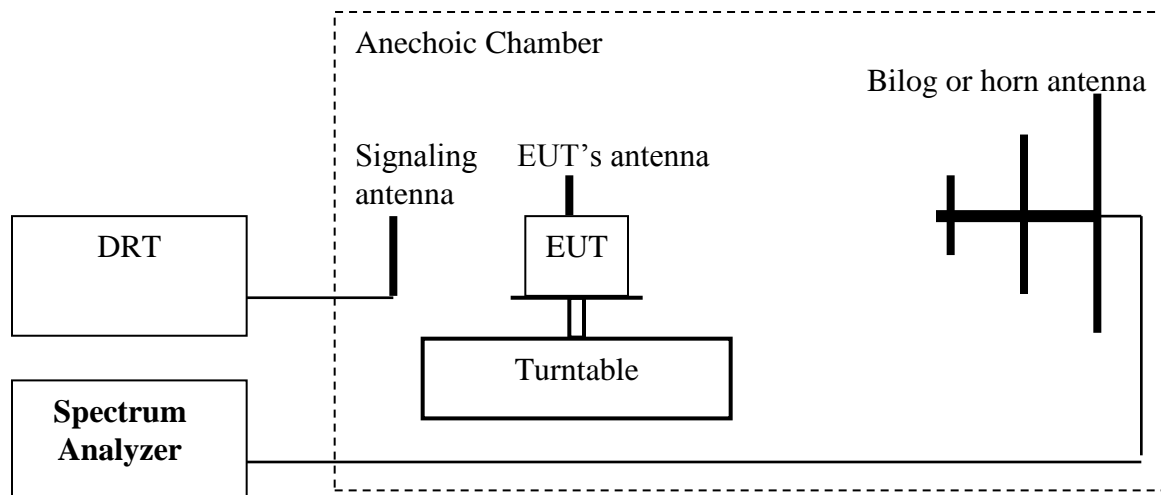 Anechoic Chamber
Bilog or horn antenna
Signaling
antenna
EUT’s antenna
DRT
EUT
Turntable
Spectrum
Analyzer